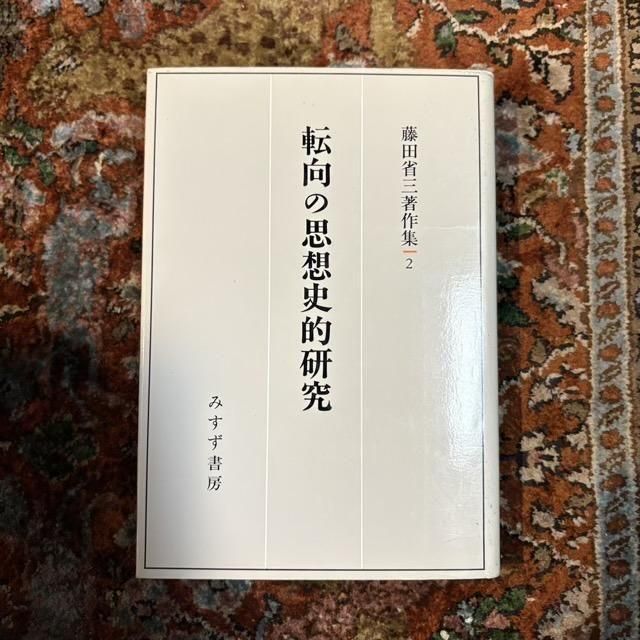 藤田省三著作集 2
転向の思想史的研究
みすず書房